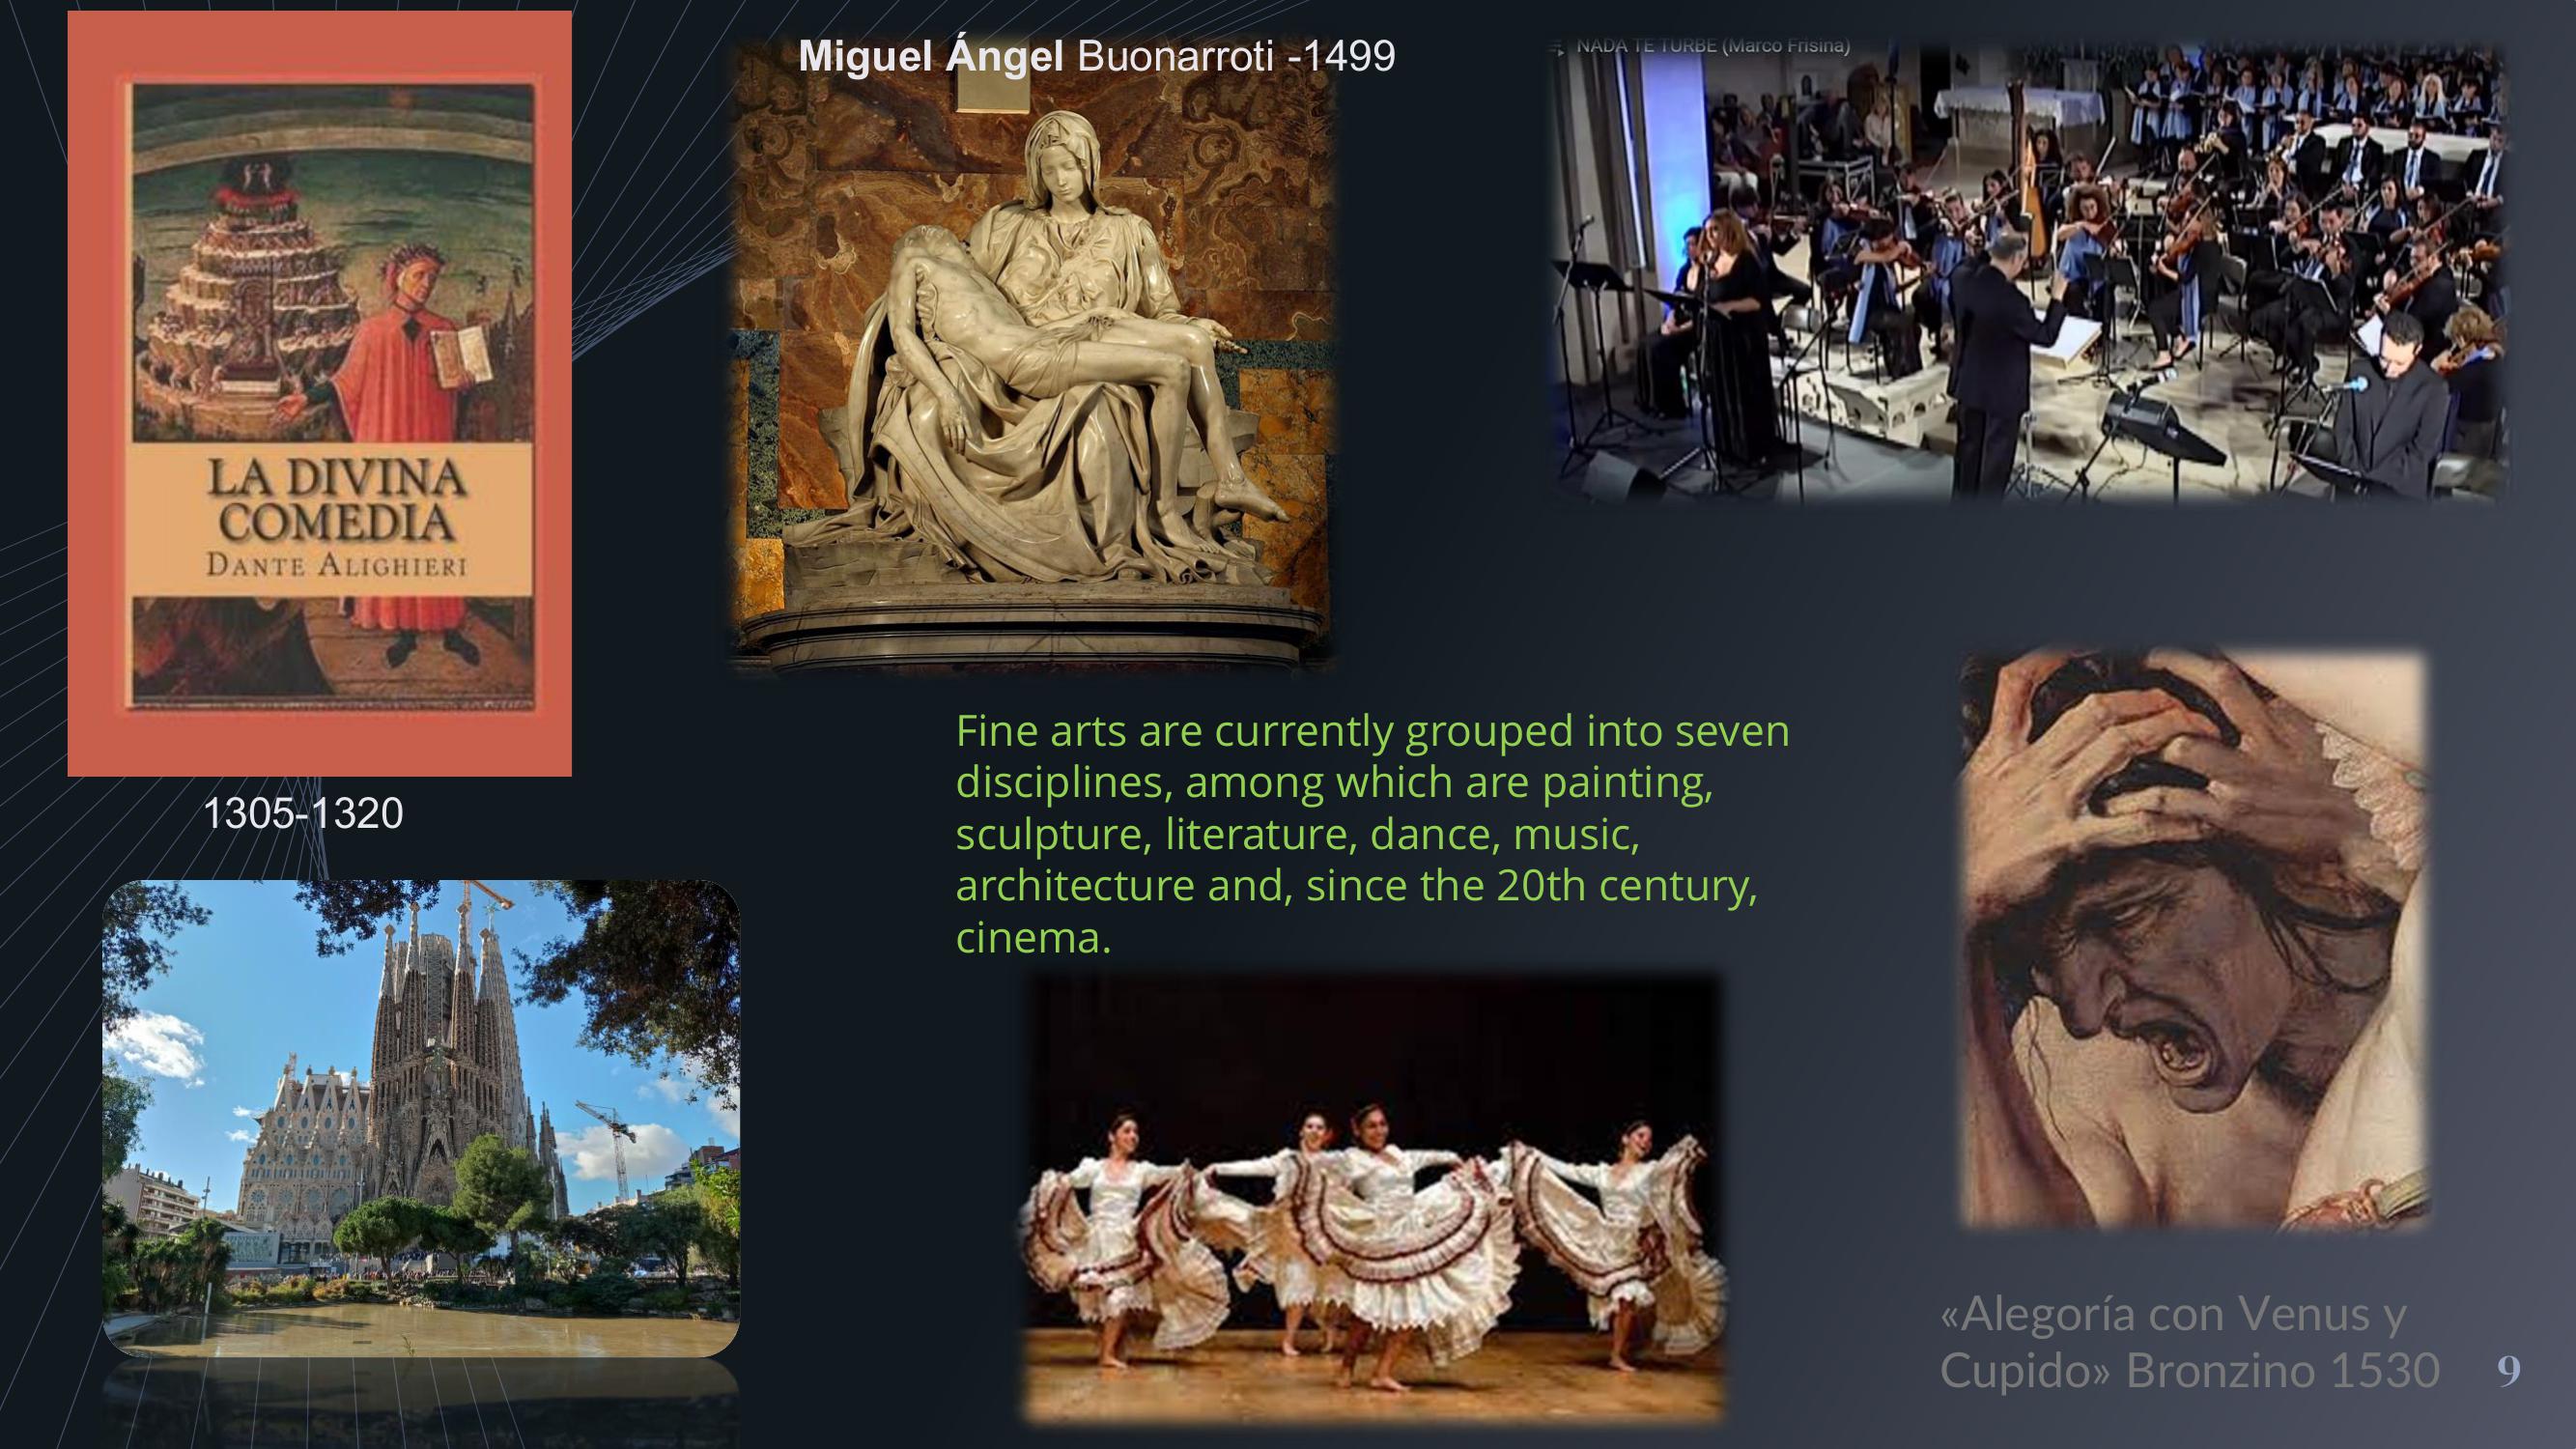 Miguel Ángel Buonarroti -1499
NADA TE TURBE (Marco Frisina)
LA DIVINA
COMEDIA
DANTE ALIGHIERI
1305-1320
Fine arts are currently grouped into seven
disciplines, among which are painting,
sculpture, literature, dance, music,
architecture and, since the 20th century,
cinema.
«Alegoría con Venus y
Cupido» Bronzino 1530
9